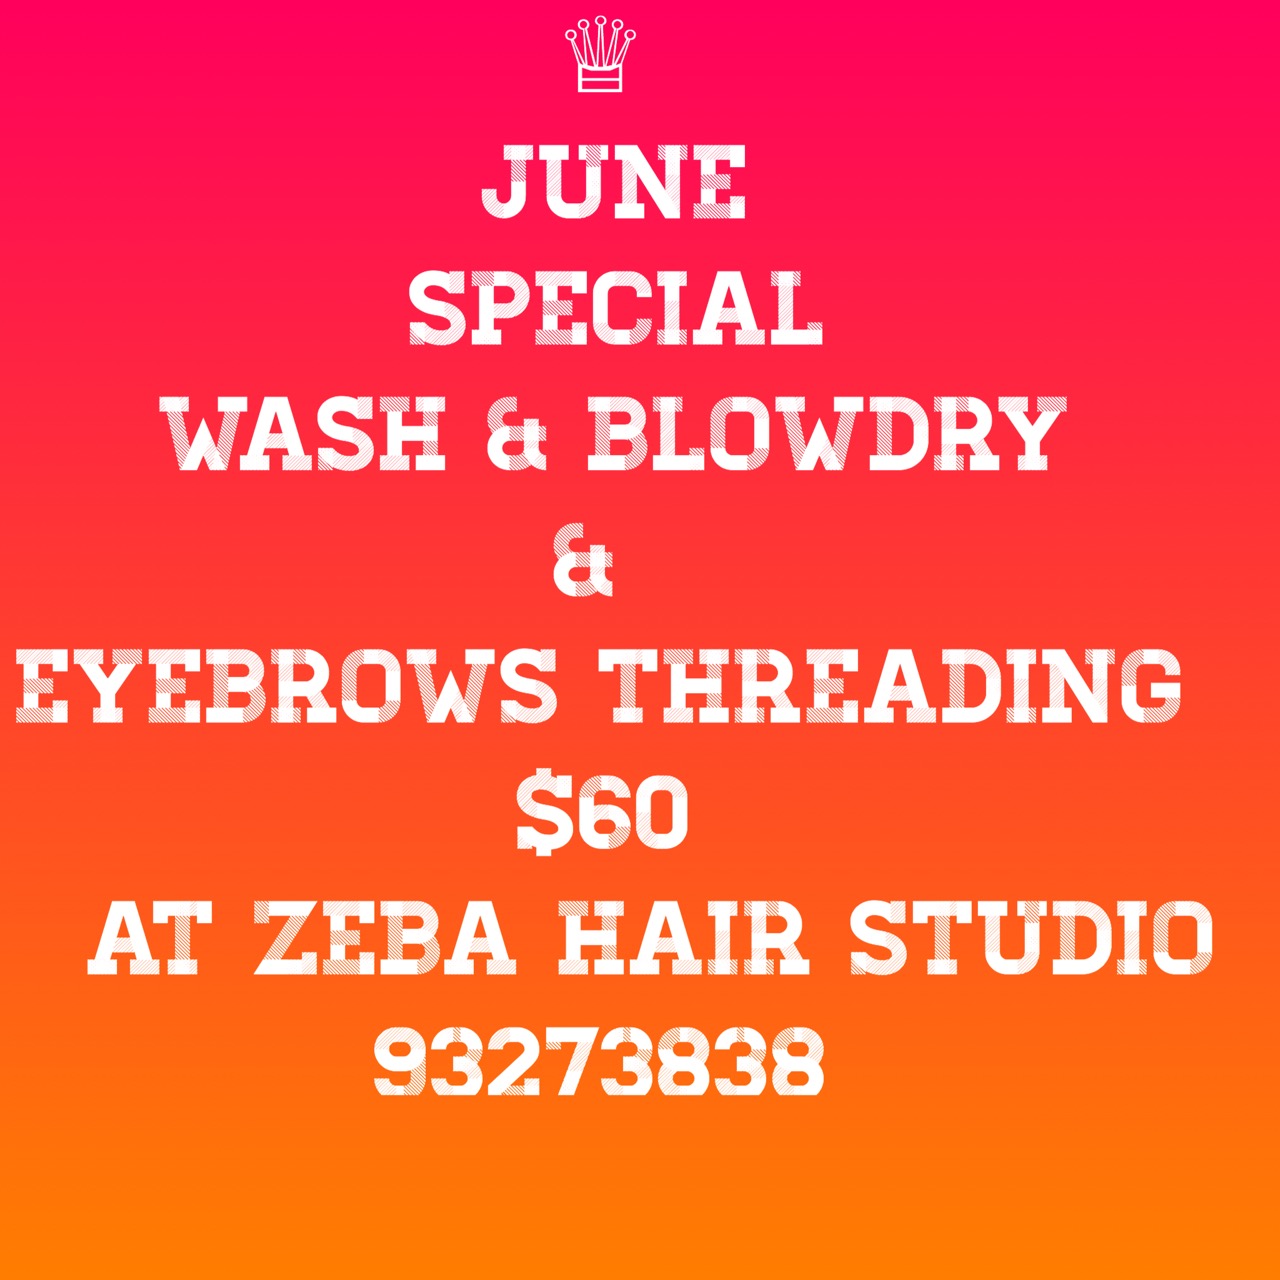 JUNE
SPECIAL
WASH & BLOWDRY
&
EYEBROWS THREADING
$60
AT ZEBA HAIR STUDIO
93273838